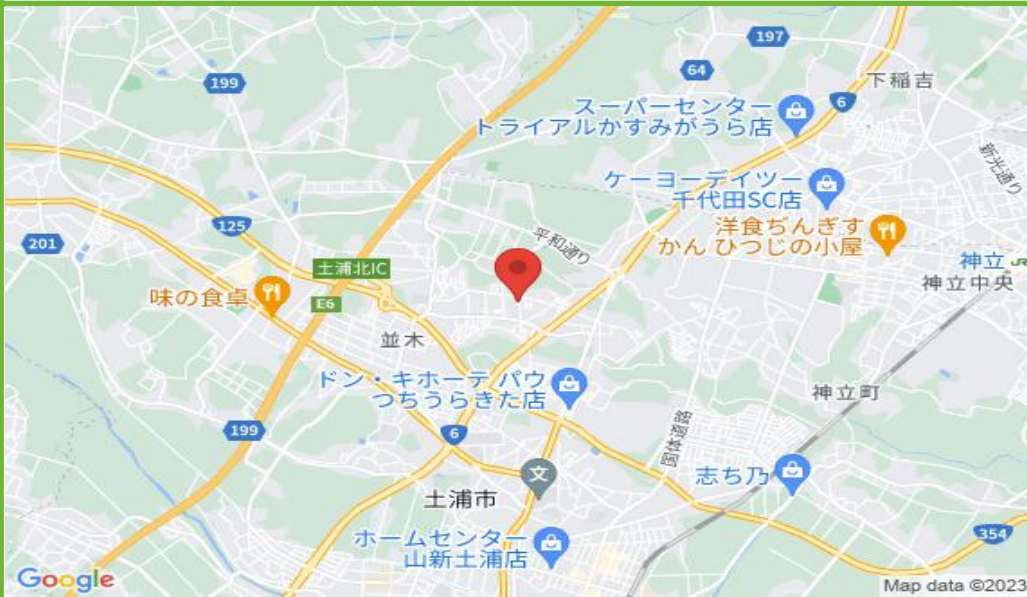 197
64
199
下稲吉
6
スーパーセンター
トライアルかすみがうら店
新光通り
ケーヨーデイツー
千代田SC店
125
洋食ぢんぎす
かん ひつじの小屋
平和通り
201
土浦北IC
神立 JR
味の食卓
E6
神立中央
並木
ドン・キホーテ パウ
つちうらきた店
神立町
199
6
国体道路
志ち乃
文
土浦市
354
ホームセンター
山新土浦店
Google
Map data ©2023